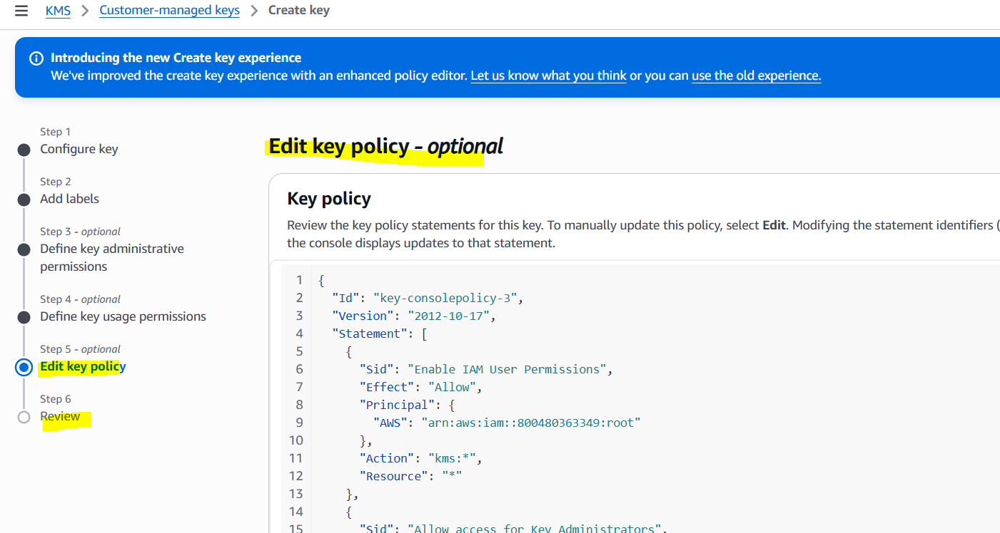 KMS > Customer-managed keys > Create key
Introducing the new Create key experience
We've improved the create key experience with an enhanced policy editor. Let us know what you think or you can use the old experience.
Step 1
Configure key
Step 2
Add labels
Step 3 - optional
Define key administrative
permissions
Step 4 - optional
Define key usage permissions
Step 5 - optional
Edit key policy
Step 6
Review
Edit key policy - optional
Key policy
Review the key policy statements for this key. To manually update this policy, select Edit. Modifying the statement identifiers (
the console displays updates to that statement.
1 {
2 "Id": "key-consolepolicy-3",
3 "Version": "2012-10-17",
4 "Statement": [
5 {
6 "Sid": "Enable IAM User Permissions",
7 "Effect": "Allow",
8 "Principal": {
9 "AWS": "arn:aws:iam::800480363349:root"
10 },
11 "Action": "kms:*",
12 "Resource": "*"
13 },
14 {
15 "Sid": "Allow access for Key Administrators",